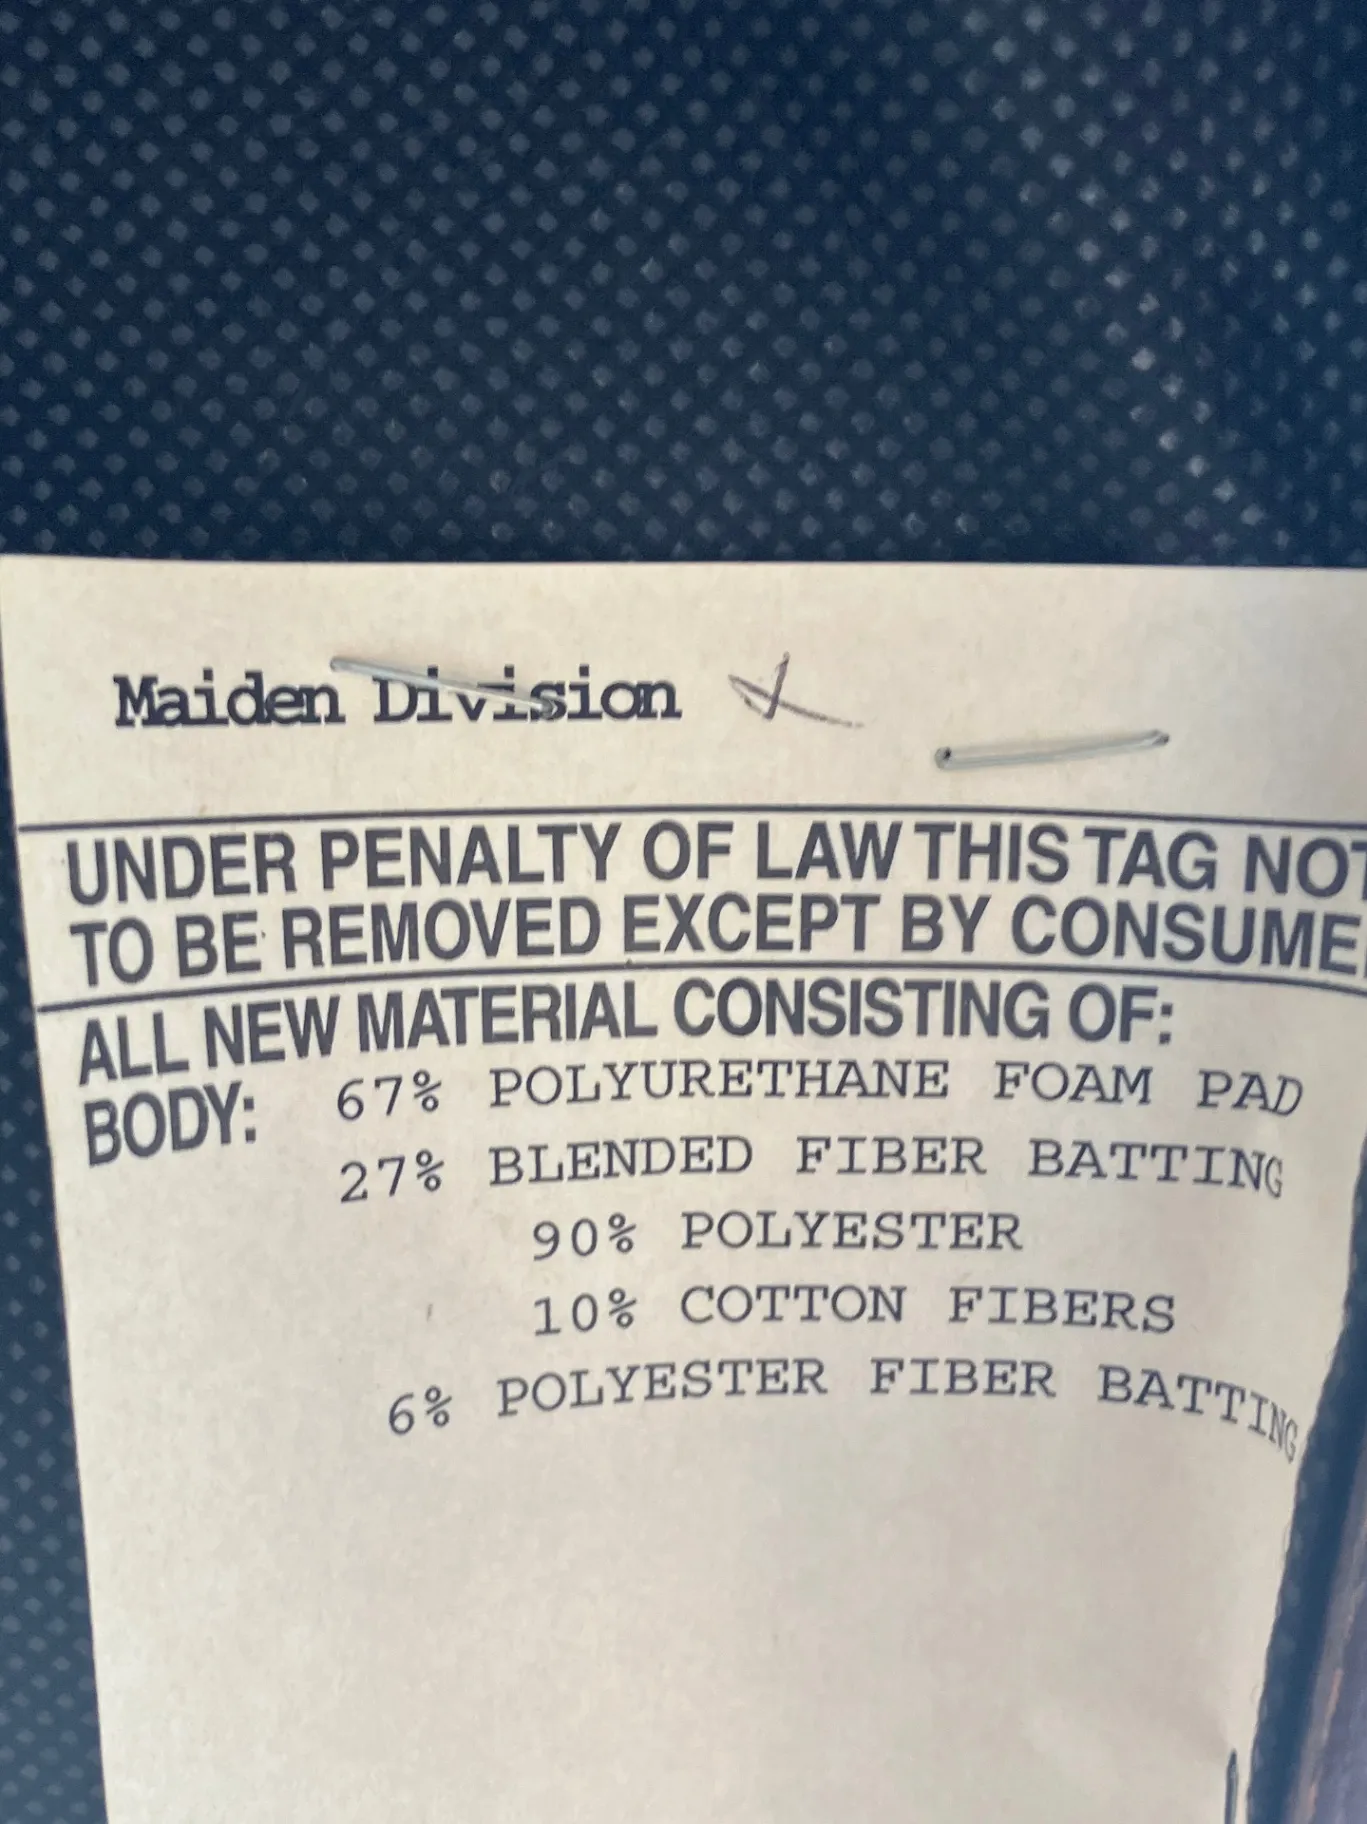 Maiden Division
UNDER PENALTY OF LAW THIS TAG NOT
TO BE REMOVED EXCEPT BY CONSUME
ALL NEW MATERIAL CONSISTING OF:
BODY: 67% POLYURETHANE FOAM PAD
27% BLENDED FIBER BATTING
90% POLYESTER
10% COTTON FIBERS
6% POLYESTER FIBER BATTING